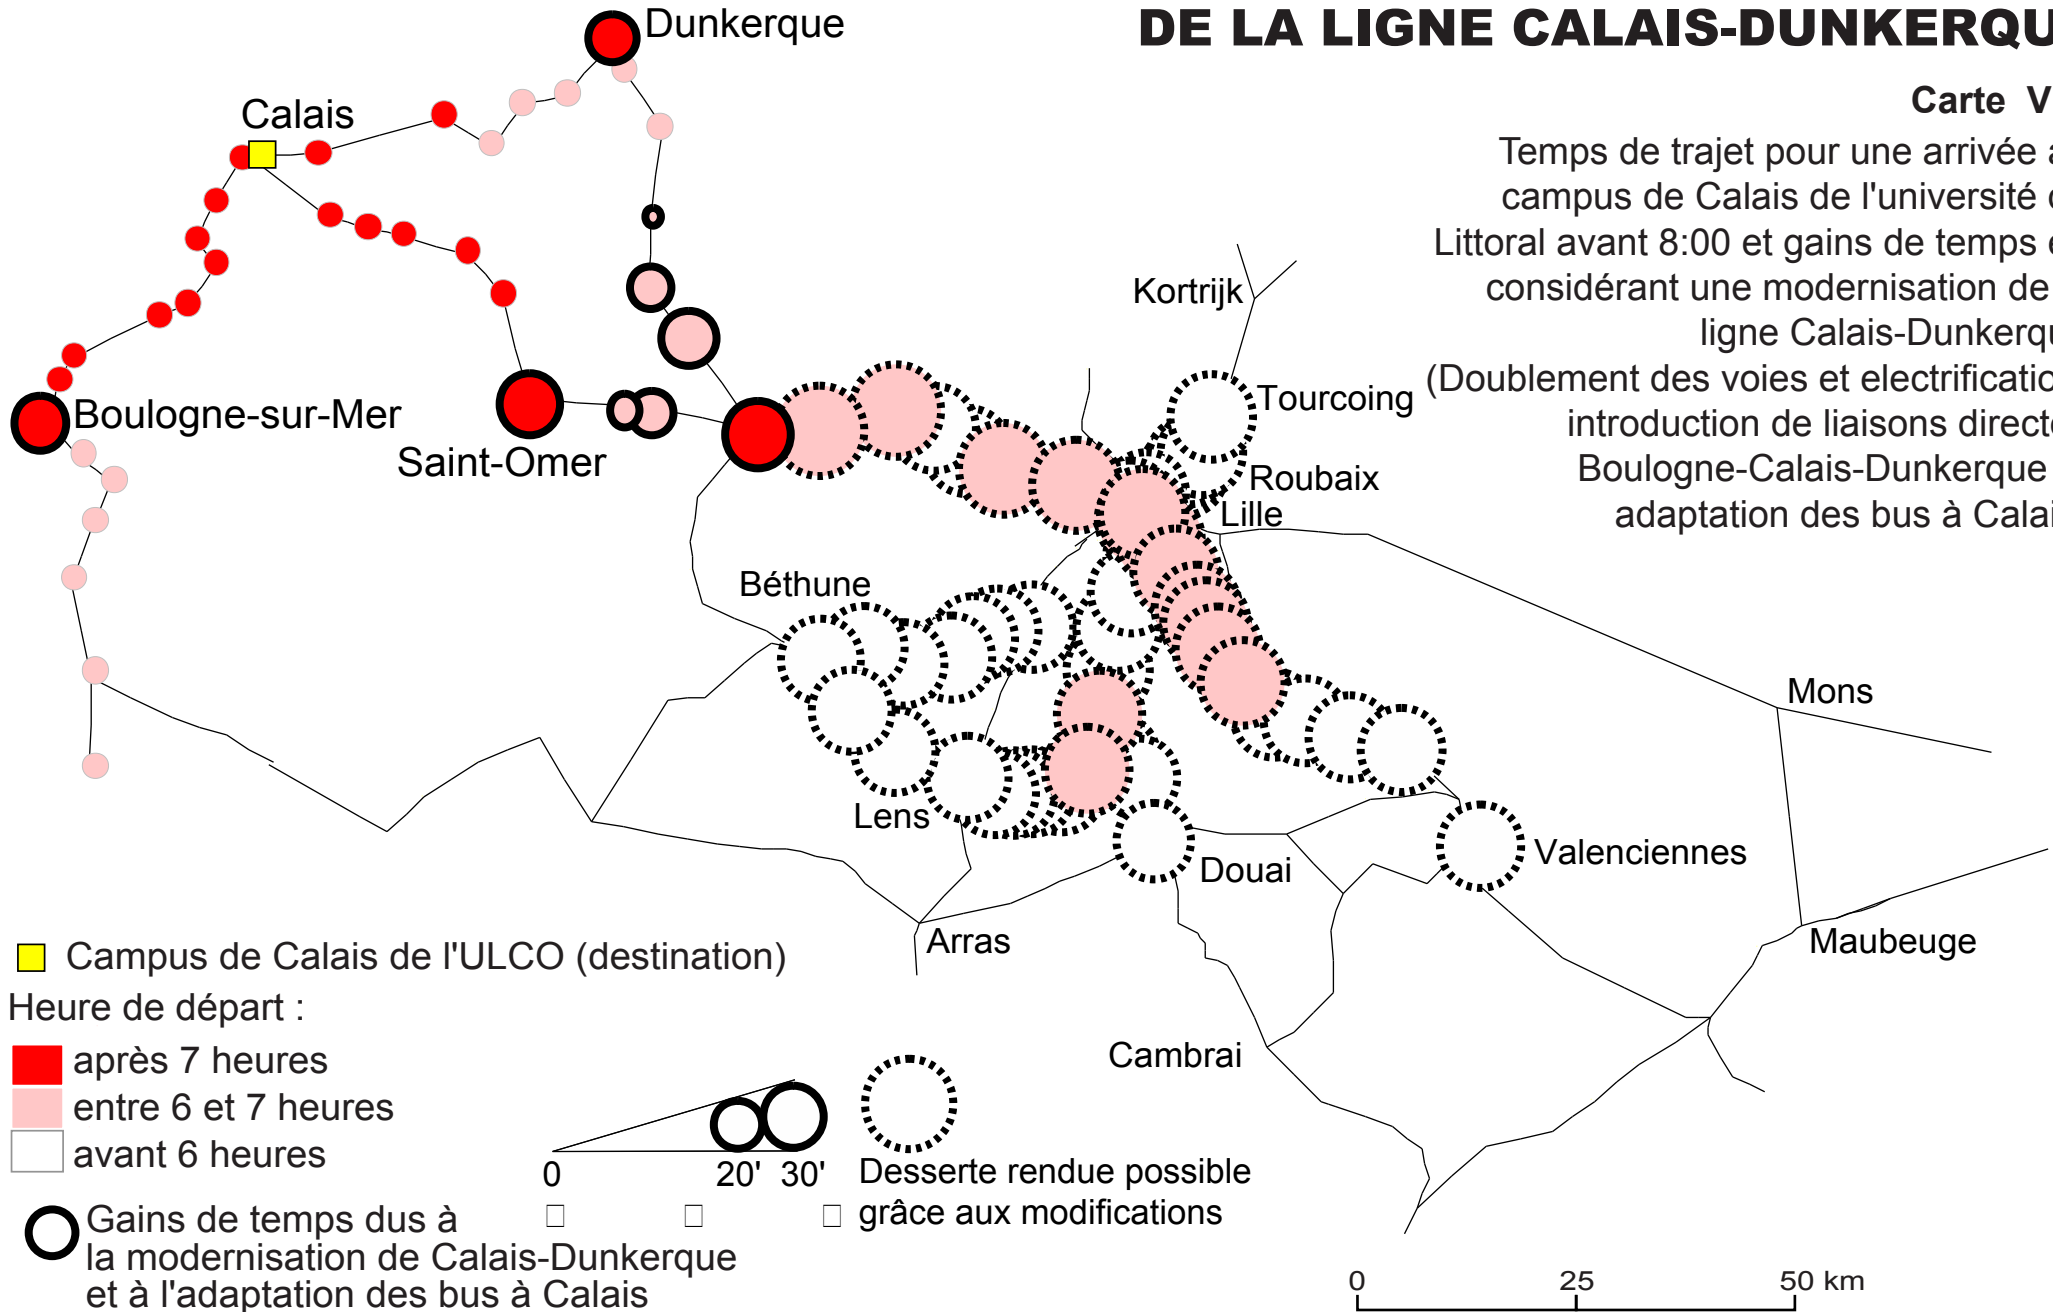 DE LA LIGNE CALAIS-DUNKERQU
Carte V
Temps de trajet pour une arrivée
campus de Calais de l'université
Littoral avant 8:00 et gains de temps
considérant une modernisation de
ligne Calais-Dunkerqu
(Doublement des voies et electrificatio
introduction de liaisons direct
Boulogne-Calais-Dunkerque
adaptation des bus à Calai
Dunkerque
Calais
Kortrijk
Tourcoing
Boulogne-sur-Mer
Saint-Omer
Roubaix
Lille
Béthune
Mons
Lens
Douai
Valenciennes
Arras
Maubeuge
Cambrai
Campus de Calais de l'ULCO (destination)
Heure de départ :
après 7 heures
entre 6 et 7 heures
avant 6 heures
Gains de temps dus à
la modernisation de Calais-Dunkerque
et à l'adaptation des bus à Calais
0 20' 30'
Desserte rendue possible
grâce aux modifications
0 25 50 km